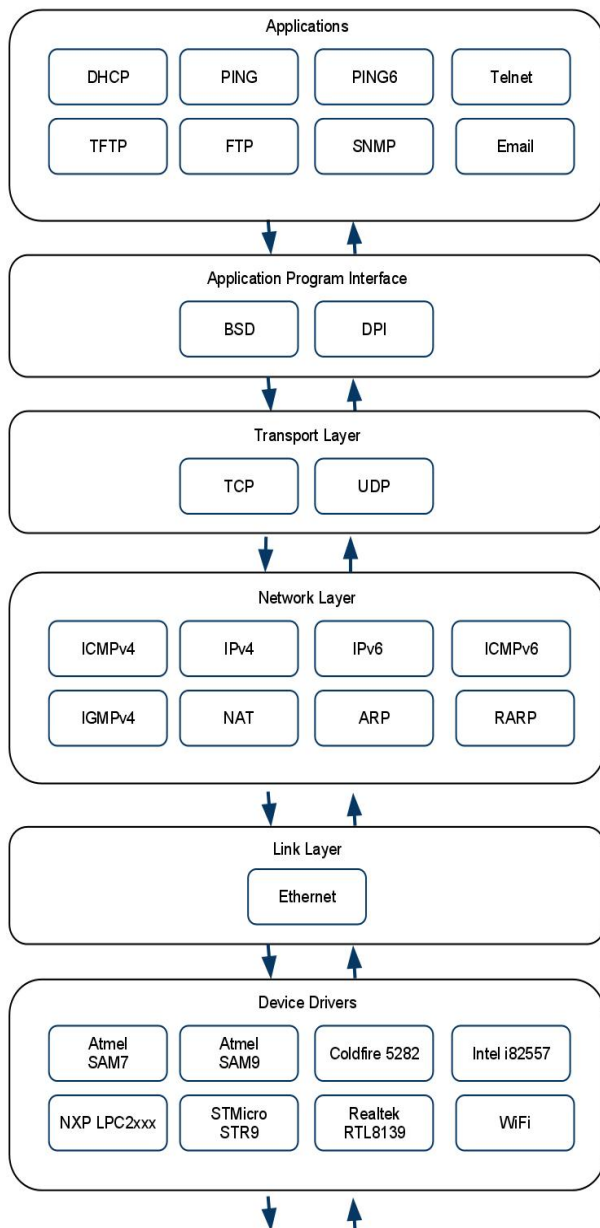 Applications
DHCP
PING
PING6
Telnet
TFTP
FTP
SNMP
Email
Application Program Interface
BSD
DPI
Transport Layer
TCP
UDP
Network Layer
ICMPv4
IPv4
IPv6
ICMPv6
IGMPv4
NAT
ARP
RARP
Link Layer
Ethernet
Device Drivers
Atmel
SAM7
Atmel
SAM9
Coldfire 5282
Intel i82557
NXP LPC2xxx
STMicro
STR9
Realtek
RTL8139
WiFi